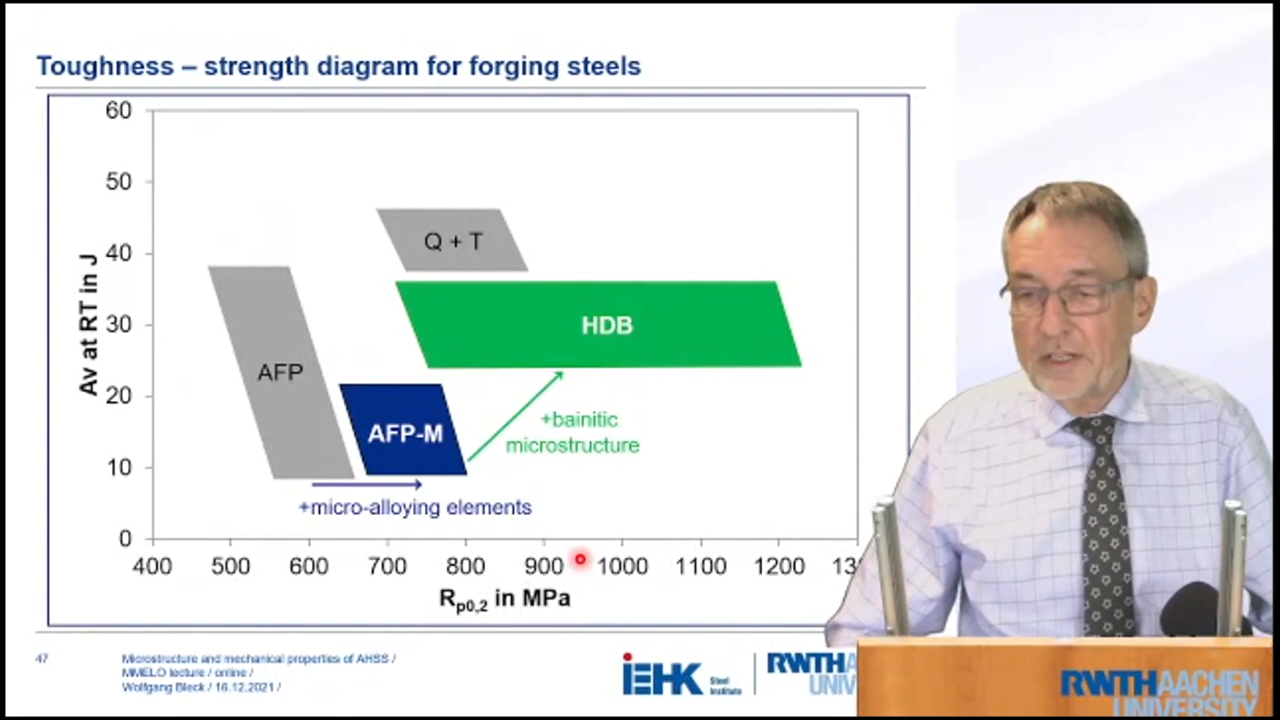 Toughness – strength diagram for forging steels
60
50
40
30
20
10
0
Av at RT in J
Q + T
HDB
AFP
AFP-M
+bainitic
microstructure
+micro-alloying elements
400 500 600 700 800 900 1000 1100 1200 13
Rp0,2 in MPa
47
Microstructure and mechanical properties of AHSS /
MMELO lecture / online /
Wolfgang Bleck / 16.12.2021 /
iEHK Steel
Institute
RWTHA
UNIV
RWTHAACHEN
UNIVERSITY